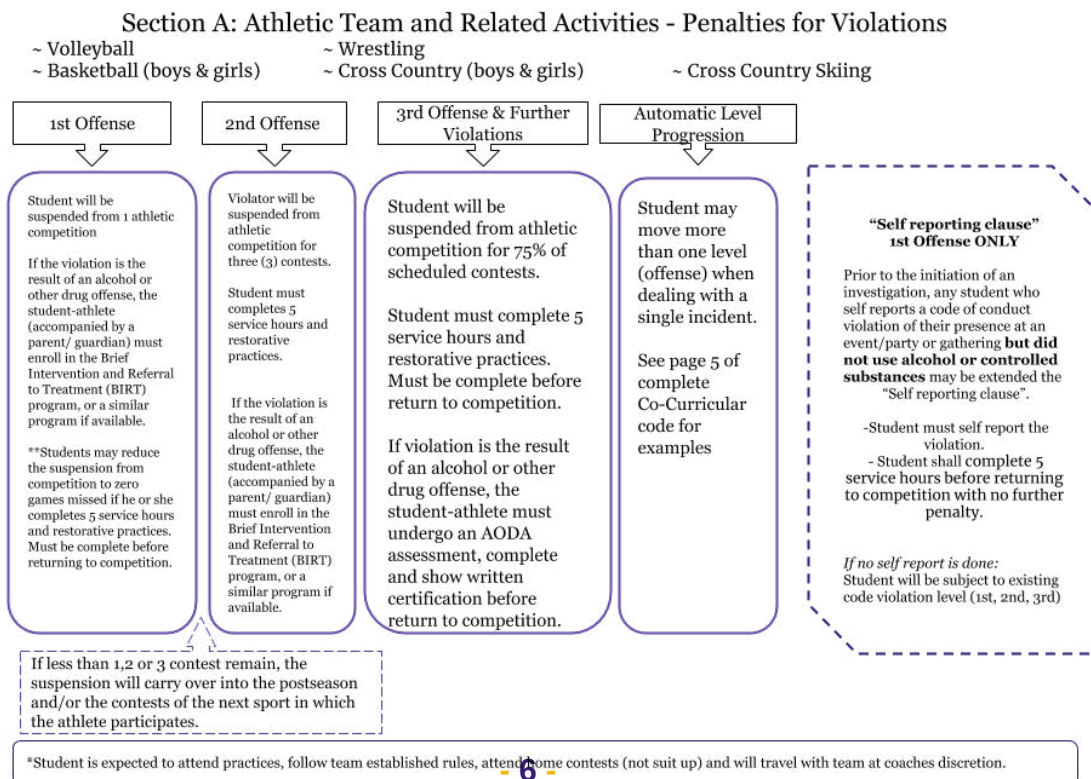 Section A: Athletic Team and Related Activities - Penalties for Violations
~ Volleyball
~ Basketball (boys & girls)
~ Wrestling
~ Cross Country (boys & girls)
~ Cross Country Skiing
1st Offense
Student will be
suspended from 1 athletic
competition
If the violation is the
result of an alcohol or
other drug offense, the
student-athlete
(accompanied by a
parent/ guardian) must
enroll in the Brief
Intervention and Referral
to Treatment (BIRT)
program, or a similar
program if available.
**Students may reduce
the suspension from
competition to zero
games missed if he or she
completes 5 service hours
and restorative practices.
Must be complete before
returning to competition.
2nd Offense
Violator will be
suspended from
athletic
competition for
three (3) contests.
Student must
completes 5
service hours and
restorative
practices.
If the violation is
the result of an
alcohol or other
drug offense, the
student-athlete
(accompanied by a
parent/ guardian)
must enroll in the
Brief Intervention
and Referral to
Treatment (BIRT)
program, or a
similar program if
available.
3rd Offense & Further
Violations
Student will be
suspended from athletic
competition for 75% of
scheduled contests.
Student must complete 5
service hours and
restorative practices.
Must be complete before
return to competition.
If violation is the result
of an alcohol or other
drug offense, the
student-athlete must
undergo an AODA
assessment, complete
and show written
certification before
return to competition.
Automatic Level
Progression
Student may
move more
than one level
(offense) when
dealing with a
single incident.
See page 5 of
complete
Co-Curricular
code for
examples
“Self reporting clause”
1st Offense ONLY
Prior to the initiation of an
investigation, any student who
self reports a code of conduct
violation of their presence at an
event/party or gathering but did
not use alcohol or controlled
substances may be extended the
“Self reporting clause”.
-Student must self report the
violation.
- Student shall complete 5
service hours before returning
to competition with no further
penalty.
If no self report is done:
Student will be subject to existing
code violation level (1st, 2nd, 3rd)
If less than 1,2 or 3 contest remain, the
suspension will carry over into the postseason
and/or the contests of the next sport in which
the athlete participates.
*Student is expected to attend practices, follow team established rules, attend home contests (not suit up) and will travel with team at coaches discretion.
- 6 -